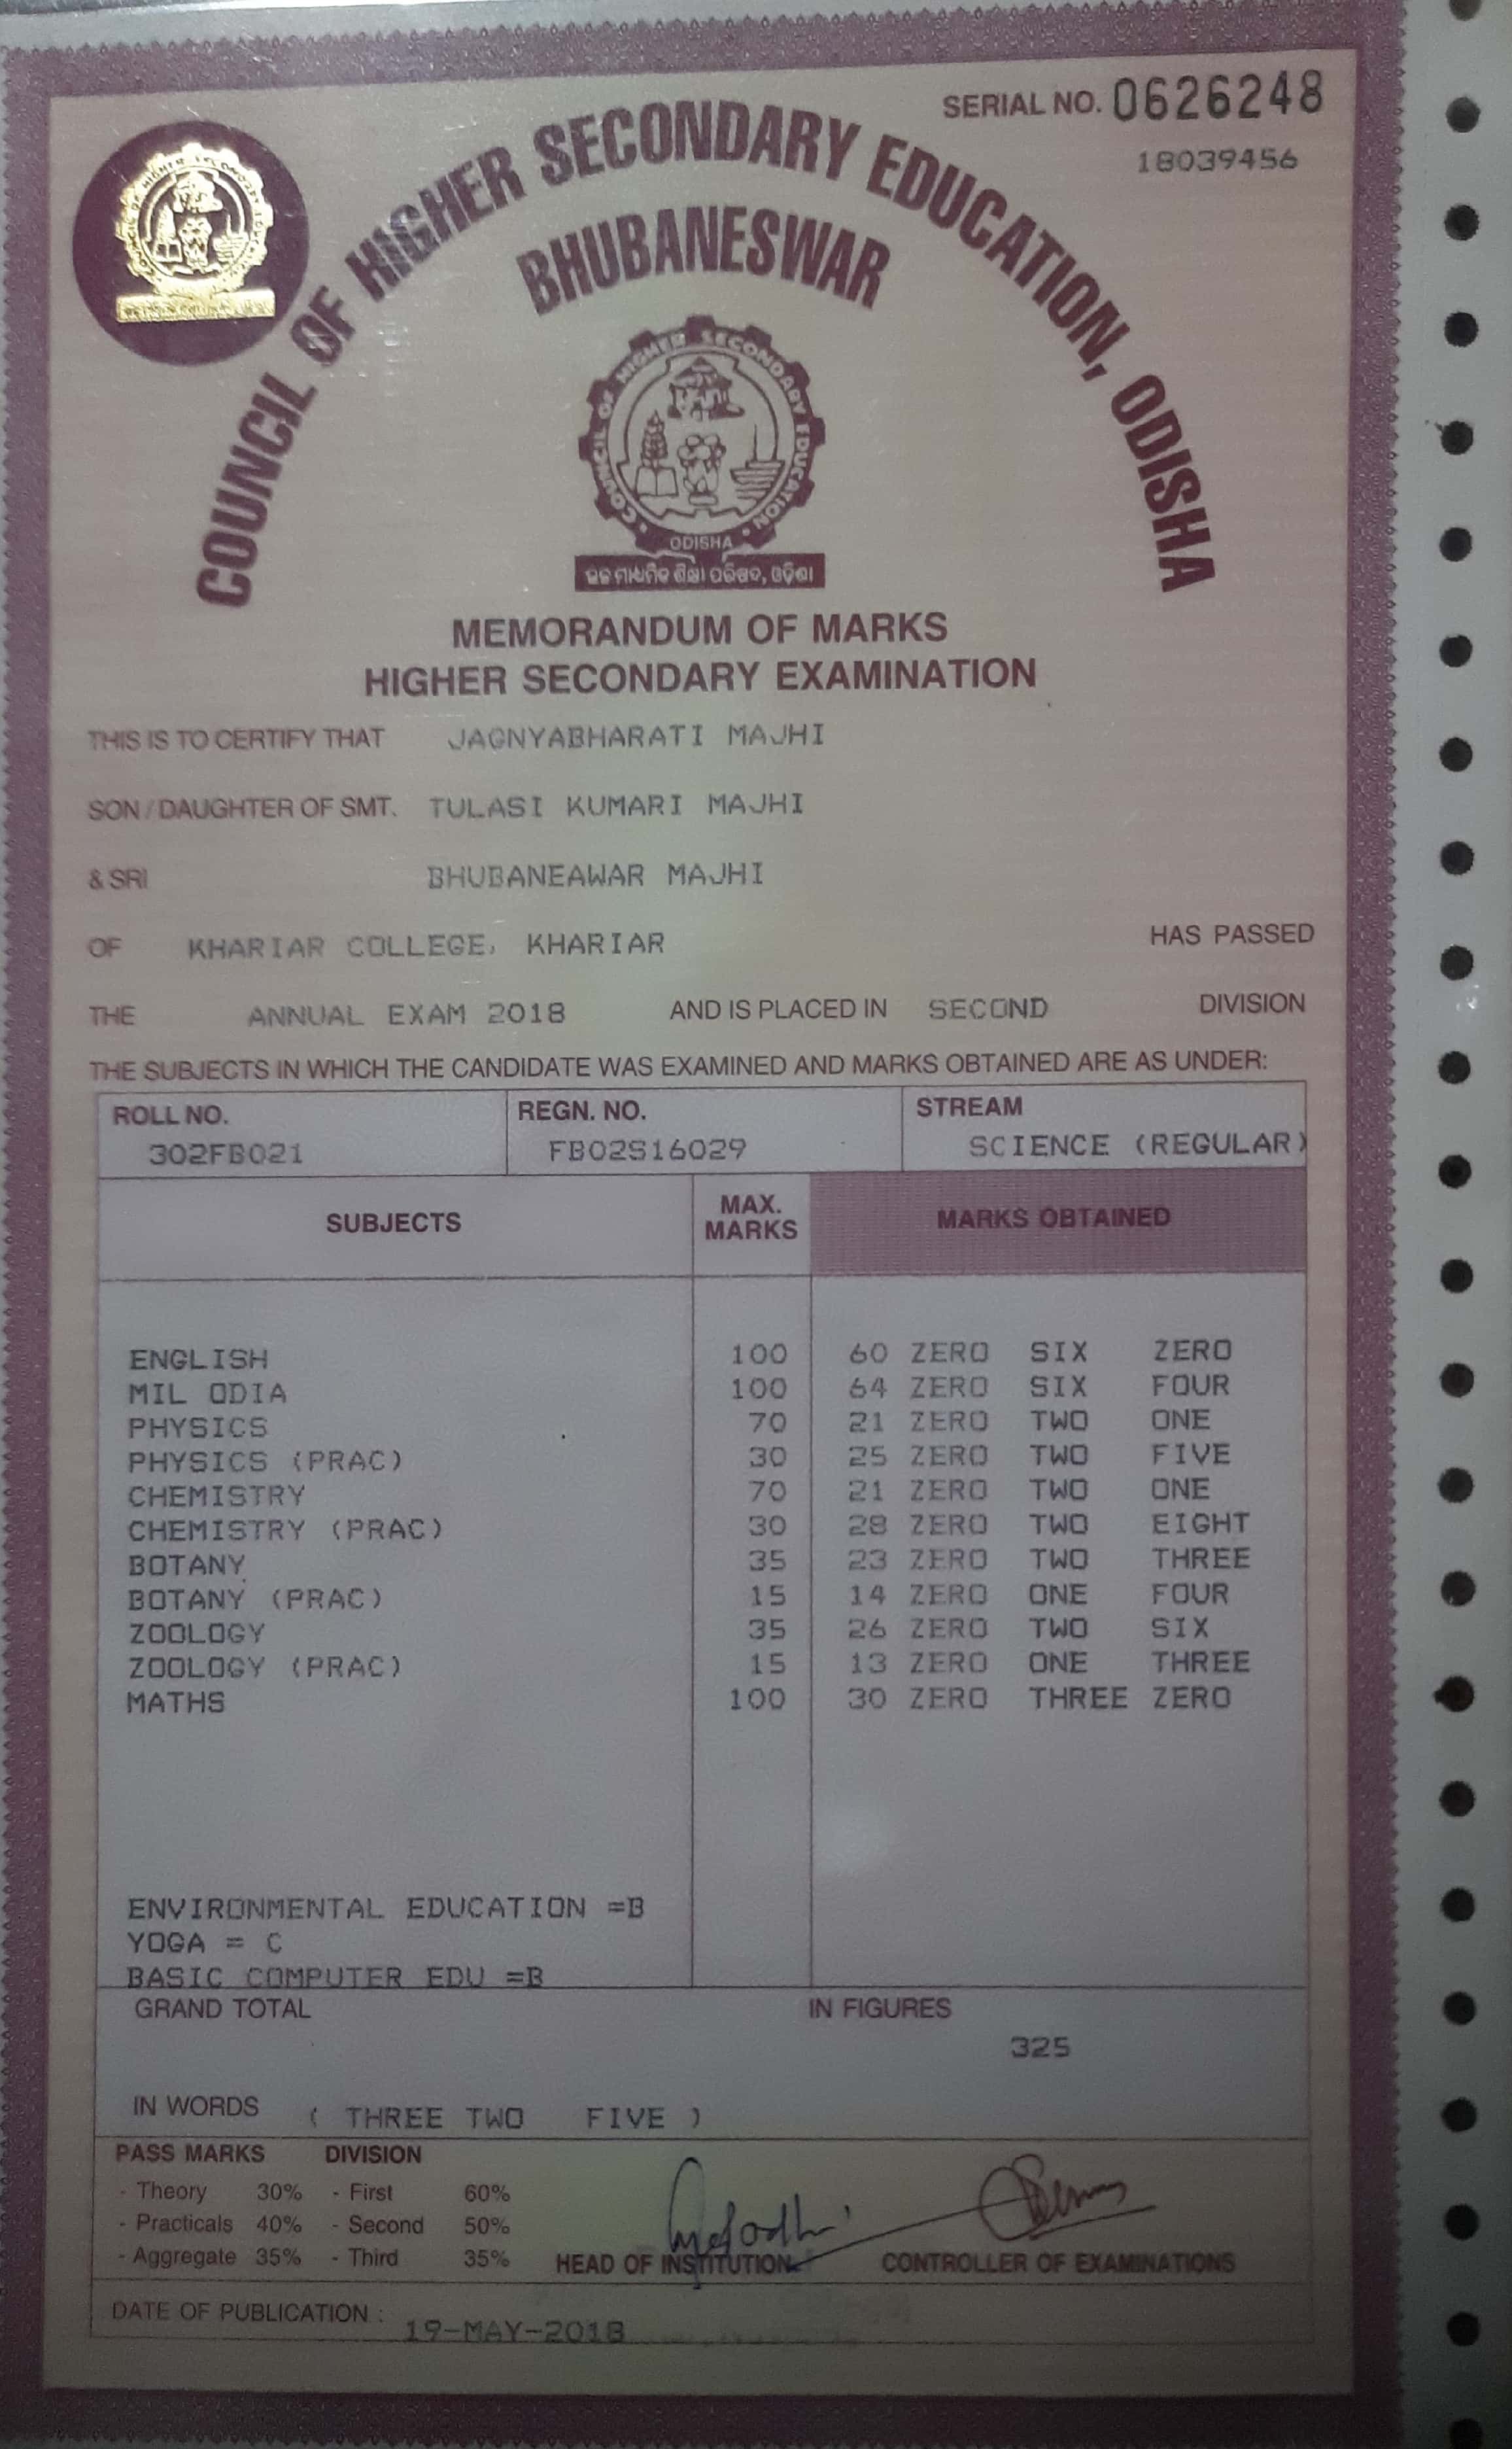 SERIAL NO. 0626248
18039456
COUNCIL OF HIGHER SECONDARY EDUCATION, ODISHA
BHUBANESWAR
COUNCIL OF HIGHER SECONDARY EDUCATION
ODISHA
ଉଚ୍ଚ ମାଧ୍ୟମିକ ଶିକ୍ଷା ପରିଷଦ, ଓଡ଼ିଶା
MEMORANDUM OF MARKS
HIGHER SECONDARY EXAMINATION
THIS IS TO CERTIFY THAT JAGNYABHARATI MAJHI
SON/DAUGHTER OF SMT. TULASI KUMARI MAJHI
& SRI BHUBANEAWAR MAJHI
OF KHARIAR COLLEGE, KHARIAR HAS PASSED
THE ANNUAL EXAM 2018 AND IS PLACED IN SECOND DIVISION
THE SUBJECTS IN WHICH THE CANDIDATE WAS EXAMINED AND MARKS OBTAINED ARE AS UNDER:
ROLL NO. REGN. NO. STREAM
302FB021 FB02S16029 SCIENCE (REGULAR)
SUBJECTS MAX. MARKS MARKS OBTAINED
ENGLISH 100 60 ZERO SIX ZERO
MIL ODIA 100 64 ZERO SIX FOUR
PHYSICS 70 21 ZERO TWO ONE
PHYSICS (PRAC) 30 25 ZERO TWO FIVE
CHEMISTRY 70 21 ZERO TWO ONE
CHEMISTRY (PRAC) 30 28 ZERO TWO EIGHT
BOTANY 35 23 ZERO TWO THREE
BOTANY (PRAC) 15 14 ZERO ONE FOUR
ZOOLOGY 35 26 ZERO TWO SIX
ZOOLOGY (PRAC) 15 13 ZERO ONE THREE
MATHS 100 30 ZERO THREE ZERO
ENVIRONMENTAL EDUCATION =B
YOGA = C
BASIC COMPUTER EDU =B
GRAND TOTAL IN FIGURES
325
IN WORDS ( THREE TWO FIVE )
PASS MARKS DIVISION
- Theory 30% - First 60%
- Practicals 40% - Second 50%
- Aggregate 35% - Third 35%
HEAD OF INSTITUTION CONTROLLER OF EXAMINATIONS
DATE OF PUBLICATION : 19-MAY-2018